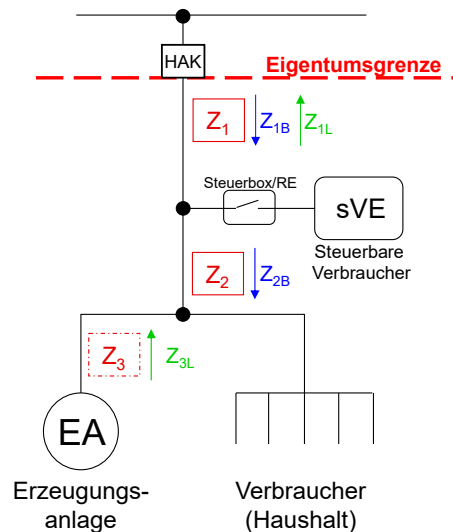 HAK
Eigentumsgrenze
Z1 Z1B Z1L
Steuerbox/RE
sVE
Steuerbare
Verbraucher
Z2 Z2B
Z3 Z3L
EA
Erzeugungs-
anlage
Verbraucher
(Haushalt)